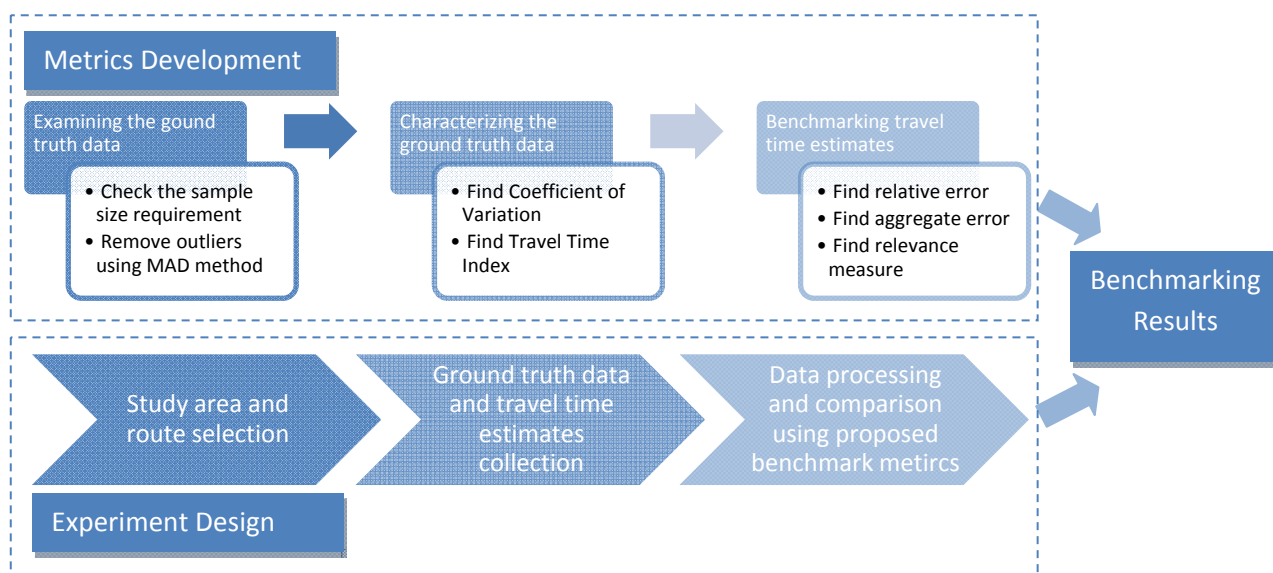 Metrics Development
Examining the gound
truth data
• Check the sample
size requirement
• Remove outliers
using MAD method
Characterizing the
ground truth data
• Find Coefficient of
Variation
• Find Travel Time
Index
Benchmarking travel
time estimates
• Find relative error
• Find aggregate error
• Find relevance
measure
Benchmarking
Results
Study area and
route selection
Ground truth data
and travel time
estimates
collection
Data processing
and comparison
using proposed
benchmark metircs
Experiment Design